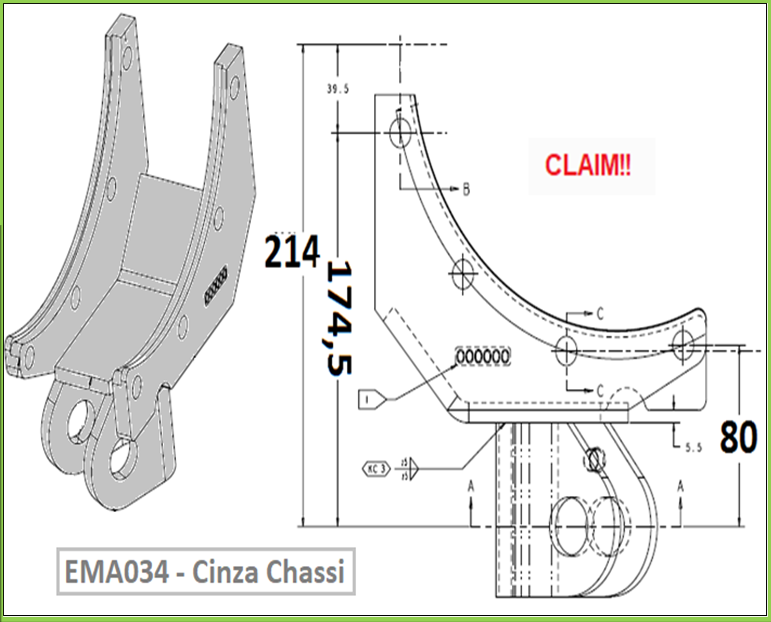 39.5
CLAIM!!
B
214
174,5
C
000000
1
C
80
5.5
KC 3
A
A
EMA034 - Cinza Chassi